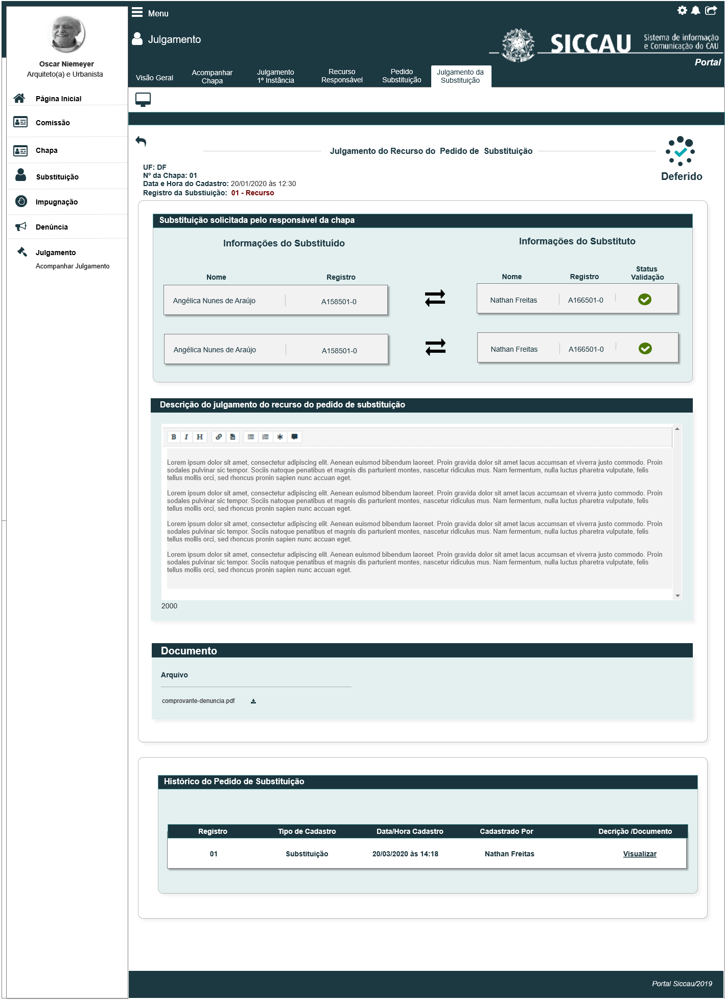 Menu
Julgamento
SICCAU
Sistema de informação
e Comunicação do CAU
Portal
Oscar Niemeyer
Arquiteto(a) e Urbanista
Página Inicial
Comissão
Chapa
Substituição
Impugnação
Denúncia
Julgamento
Acompanhar Julgamento
Visão Geral
Acompanhar
Chapa
Julgamento
1º Instância
Recurso
Responsável
Pedido
Substituição
Julgamento da
Substituição
Julgamento do Recurso do  Pedido de  Substituição
Deferido
UF: DF
Nº da Chapa: 01
Data e Hora do Cadastro: 20/01/2020 às 12:30
Registro da Substiuição:  01 - Recurso
Substituição solicitada pelo responsável da chapa
Informações do Substituído
Informações do Substituto
Nome Registro
Nome Registro Status
Validação
Angélica Nunes de Araújo A158501-0 Nathan Freitas A166501-0
Angélica Nunes de Araújo A158501-0 Nathan Freitas A166501-0
Descrição do julgamento do recurso do pedido de substituição
B I H
Lorem ipsum dolor sit amet, consectetur adipiscing elit. Aenean euismod bibendum laoreet. Proin gravida dolor sit amet lacus accumsan et viverra justo commodo. Proin
sodales pulvinar sic tempor. Sociis natoque penatibus et magnis dis parturient montes, nascetur ridiculus mus. Nam fermentum, nulla luctus pharetra vulputate, felis
tellus mollis orci, sed rhoncus pronin sapien nunc accuan eget.
Lorem ipsum dolor sit amet, consectetur adipiscing elit. Aenean euismod bibendum laoreet. Proin gravida dolor sit amet lacus accumsan et viverra justo commodo. Proin
sodales pulvinar sic tempor. Sociis natoque penatibus et magnis dis parturient montes, nascetur ridiculus mus. Nam fermentum, nulla luctus pharetra vulputate, felis
tellus mollis orci, sed rhoncus pronin sapien nunc accuan eget.
Lorem ipsum dolor sit amet, consectetur adipiscing elit. Aenean euismod bibendum laoreet. Proin gravida dolor sit amet lacus accumsan et viverra justo commodo. Proin
sodales pulvinar sic tempor. Sociis natoque penatibus et magnis dis parturient montes, nascetur ridiculus mus. Nam fermentum, nulla luctus pharetra vulputate, felis
tellus mollis orci, sed rhoncus pronin sapien nunc accuan eget.
Lorem ipsum dolor sit amet, consectetur adipiscing elit. Aenean euismod bibendum laoreet. Proin gravida dolor sit amet lacus accumsan et viverra justo commodo. Proin
sodales pulvinar sic tempor. Sociis natoque penatibus et magnis dis parturient montes, nascetur ridiculus mus. Nam fermentum, nulla luctus pharetra vulputate, felis
tellus mollis orci, sed rhoncus pronin sapien nunc accuan eget.
2000
Documento
Arquivo
comprovante-denuncia.pdf
Histórico do Pedido de Substituição
Registro Tipo de Cadastro Data/Hora Cadastro Cadastrado Por Decrição /Documento
01 Substituição 20/03/2020 às 14:18 Nathan Freitas Visualizar
Portal Siccau/2019